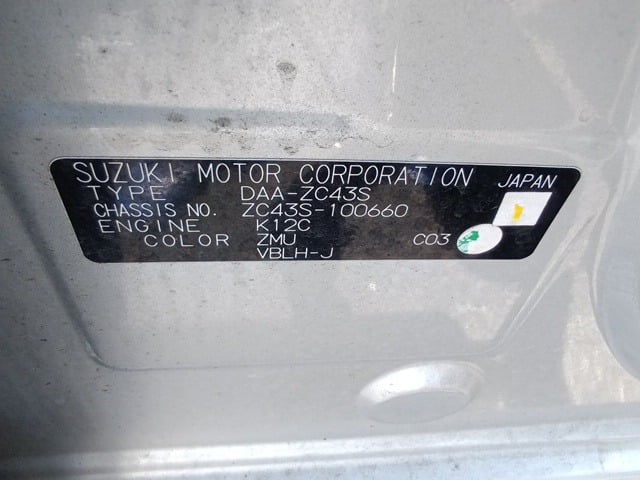 SUZUKI MOTOR CORPORATION JAPAN
TYPE DAA-ZC43S
CHASSIS NO. ZC43S-100660
ENGINE K12C
COLOR ZMU C03
VBLH-J